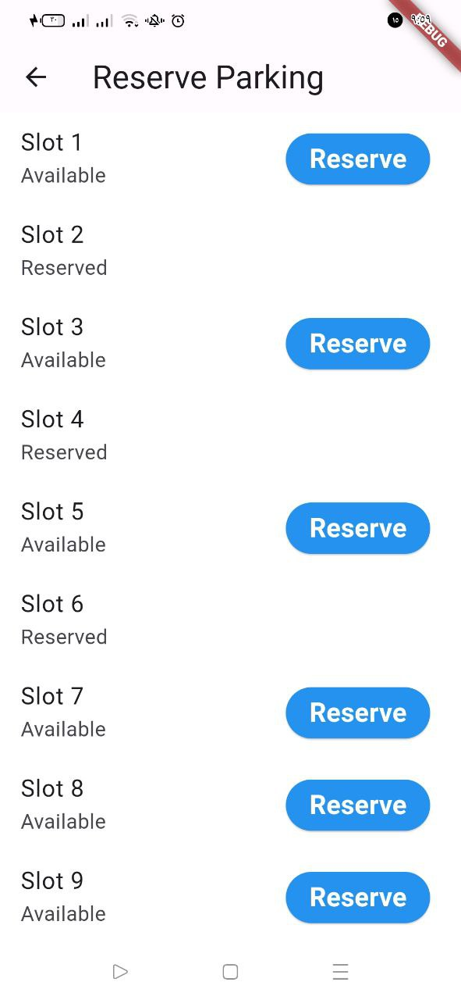 ٣٠
١٥
٩:٥٩
DEBUG
Reserve Parking
Slot 1
Available
Reserve
Slot 2
Reserved
Slot 3
Available
Reserve
Slot 4
Reserved
Slot 5
Available
Reserve
Slot 6
Reserved
Slot 7
Available
Reserve
Slot 8
Available
Reserve
Slot 9
Available
Reserve